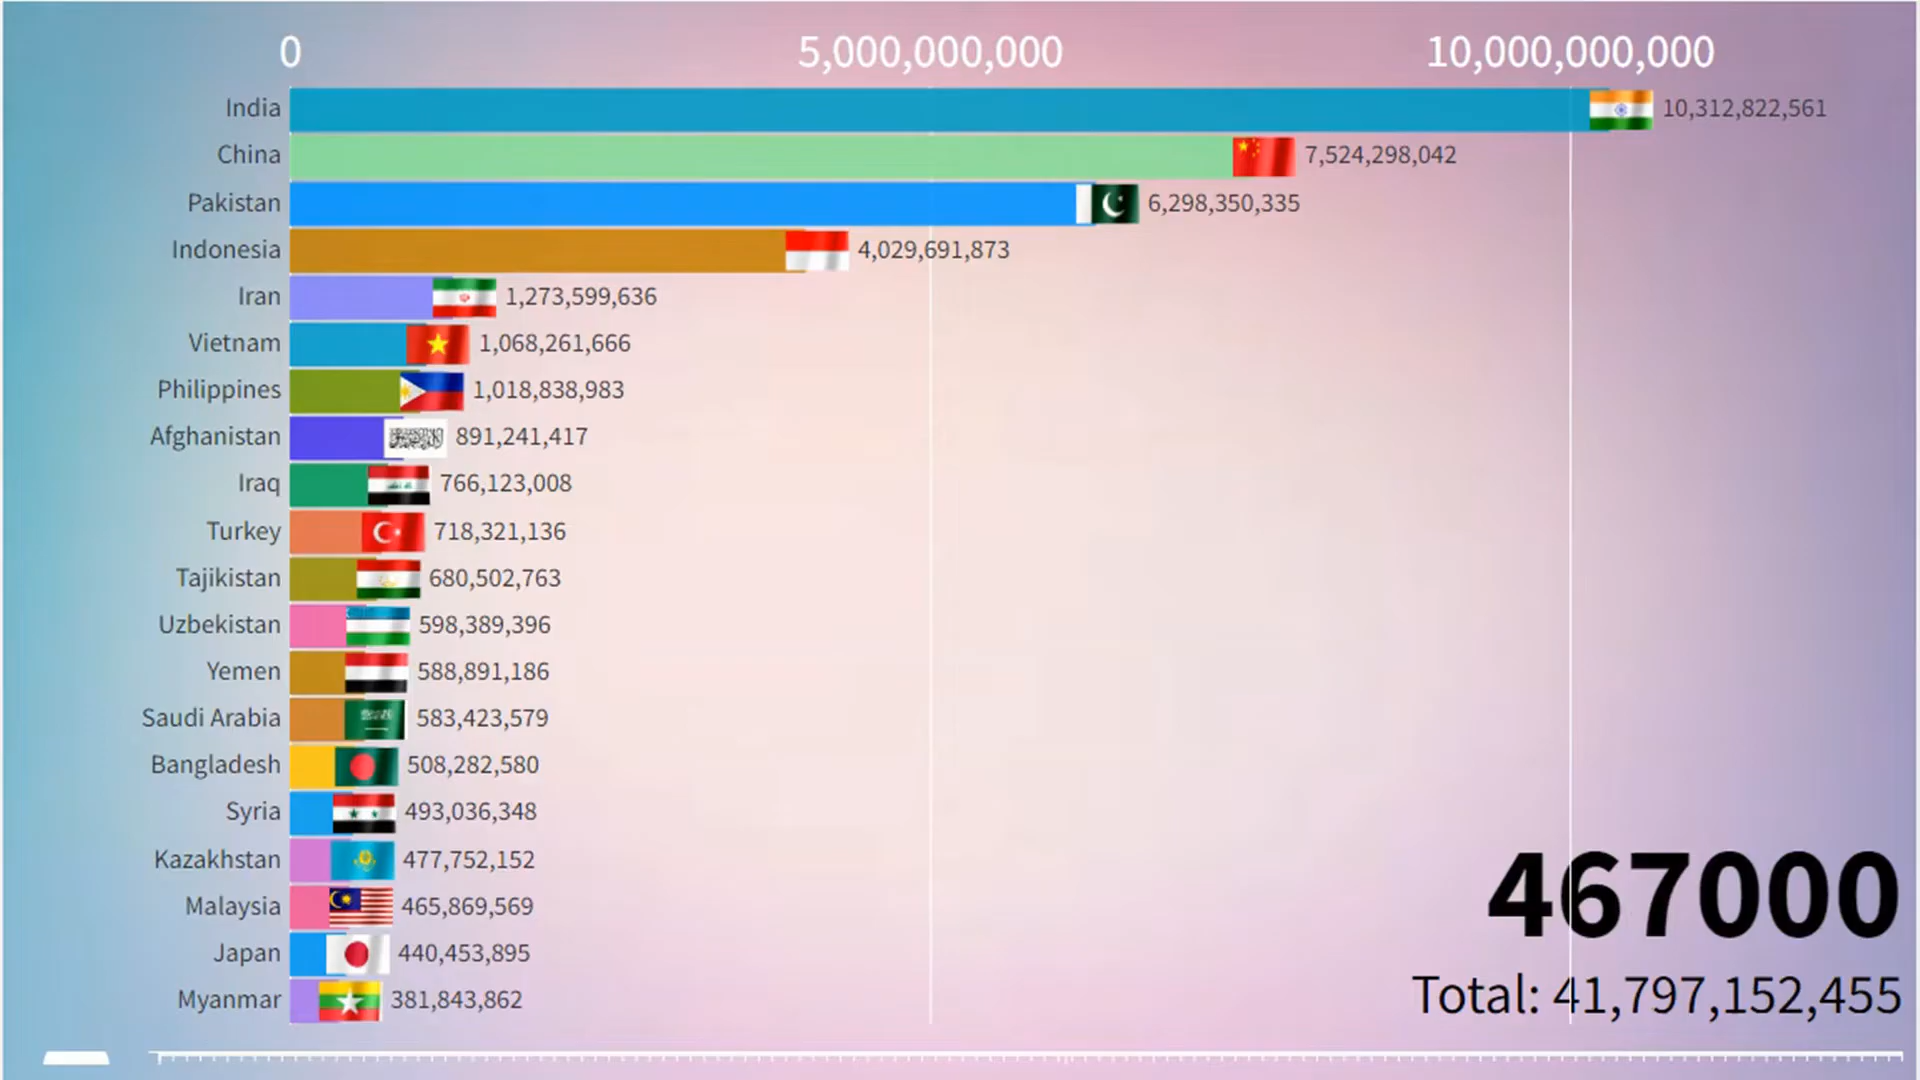 0 5,000,000,000 10,000,000,000
India 10,312,822,561
China 7,524,298,042
Pakistan 6,298,350,335
Indonesia 4,029,691,873
Iran 1,273,599,636
Vietnam 1,068,261,666
Philippines 1,018,838,983
Afghanistan 891,241,417
Iraq 766,123,008
Turkey 718,321,136
Tajikistan 680,502,763
Uzbekistan 598,389,396
Yemen 588,891,186
Saudi Arabia 583,423,579
Bangladesh 508,282,580
Syria 493,036,348
Kazakhstan 477,752,152
Malaysia 465,869,569
Japan 440,453,895
Myanmar 381,843,862
467000
Total: 41,797,152,455